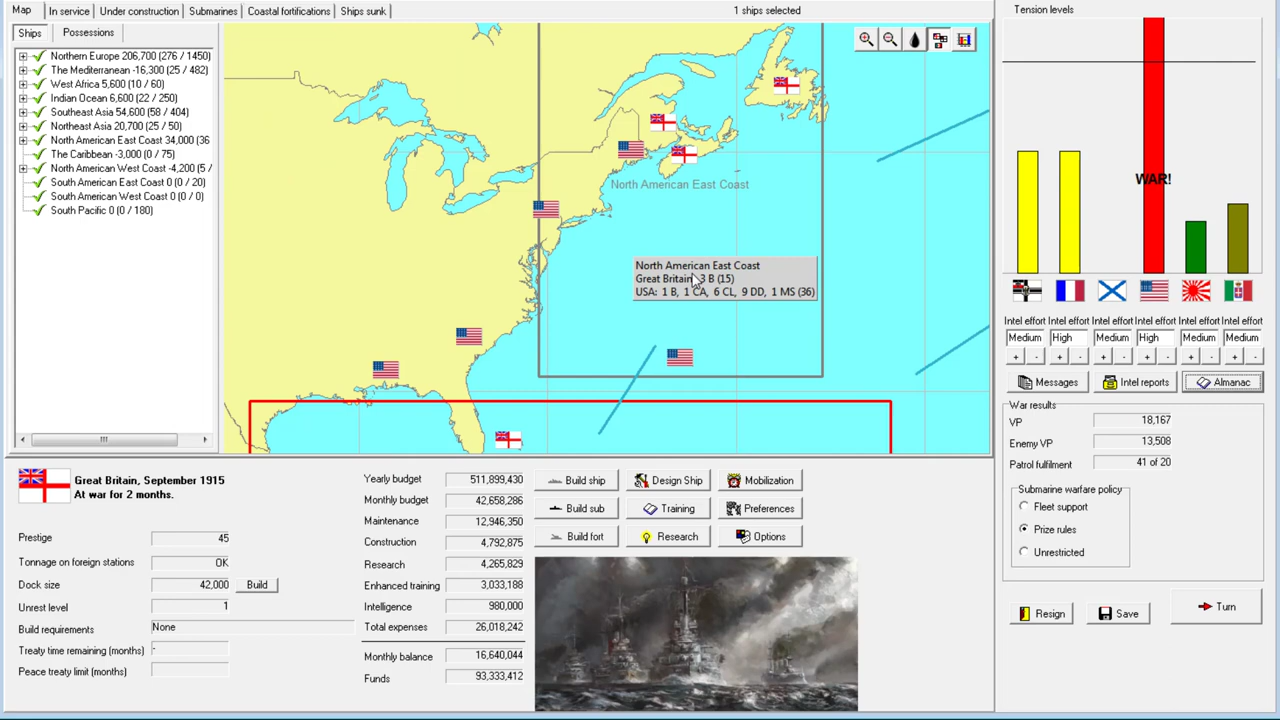 Map
In service
Under construction
Submarines
Coastal fortifications
Ships sunk
1 ships selected
Tension levels
Ships
Possessions
Northern Europe 206,700 (276 / 1450)
The Mediterranean -16,300 (25 / 482)
West Africa 5,600 (10 / 60)
Indian Ocean 6,600 (22 / 250)
Southeast Asia 54,600 (58 / 404)
Northeast Asia 20,700 (25 / 50)
North American East Coast 34,000 (36
The Caribbean -3,000 (0 / 75)
North American West Coast -4,200 (5 /
South American East Coast 0 (0 / 20)
South American West Coast 0 (0 / 0)
South Pacific 0 (0 / 180)
North American East Coast
North American East Coast
Great Britain: 3 B (15)
USA: 1 B, 1 CA, 6 CL, 9 DD, 1 MS (36)
WAR!
Intel effort Intel effort Intel effort Intel effort Intel effort Intel effort
Medium High Medium High Medium Medium
+ - + - + - + - + - + -
Messages
Intel reports
Almanac
War results
VP 18,167
Enemy VP 13,508
Patrol fulfilment 41 of 20
Submarine warfare policy
Fleet support
Prize rules
Unrestricted
Resign
Save
Turn
Great Britain, September 1915
At war for 2 months.
Prestige 45
Tonnage on foreign stations OK
Dock size 42,000 Build
Unrest level 1
Build requirements None
Treaty time remaining (months) -
Peace treaty limit (months)
Yearly budget 511,899,430
Monthly budget 42,658,286
Maintenance 12,946,350
Construction 4,792,875
Research 4,265,829
Enhanced training 3,033,188
Intelligence 980,000
Total expenses 26,018,242
Monthly balance 16,640,044
Funds 93,333,412
Build ship
Design Ship
Mobilization
Build sub
Training
Preferences
Build fort
Research
Options